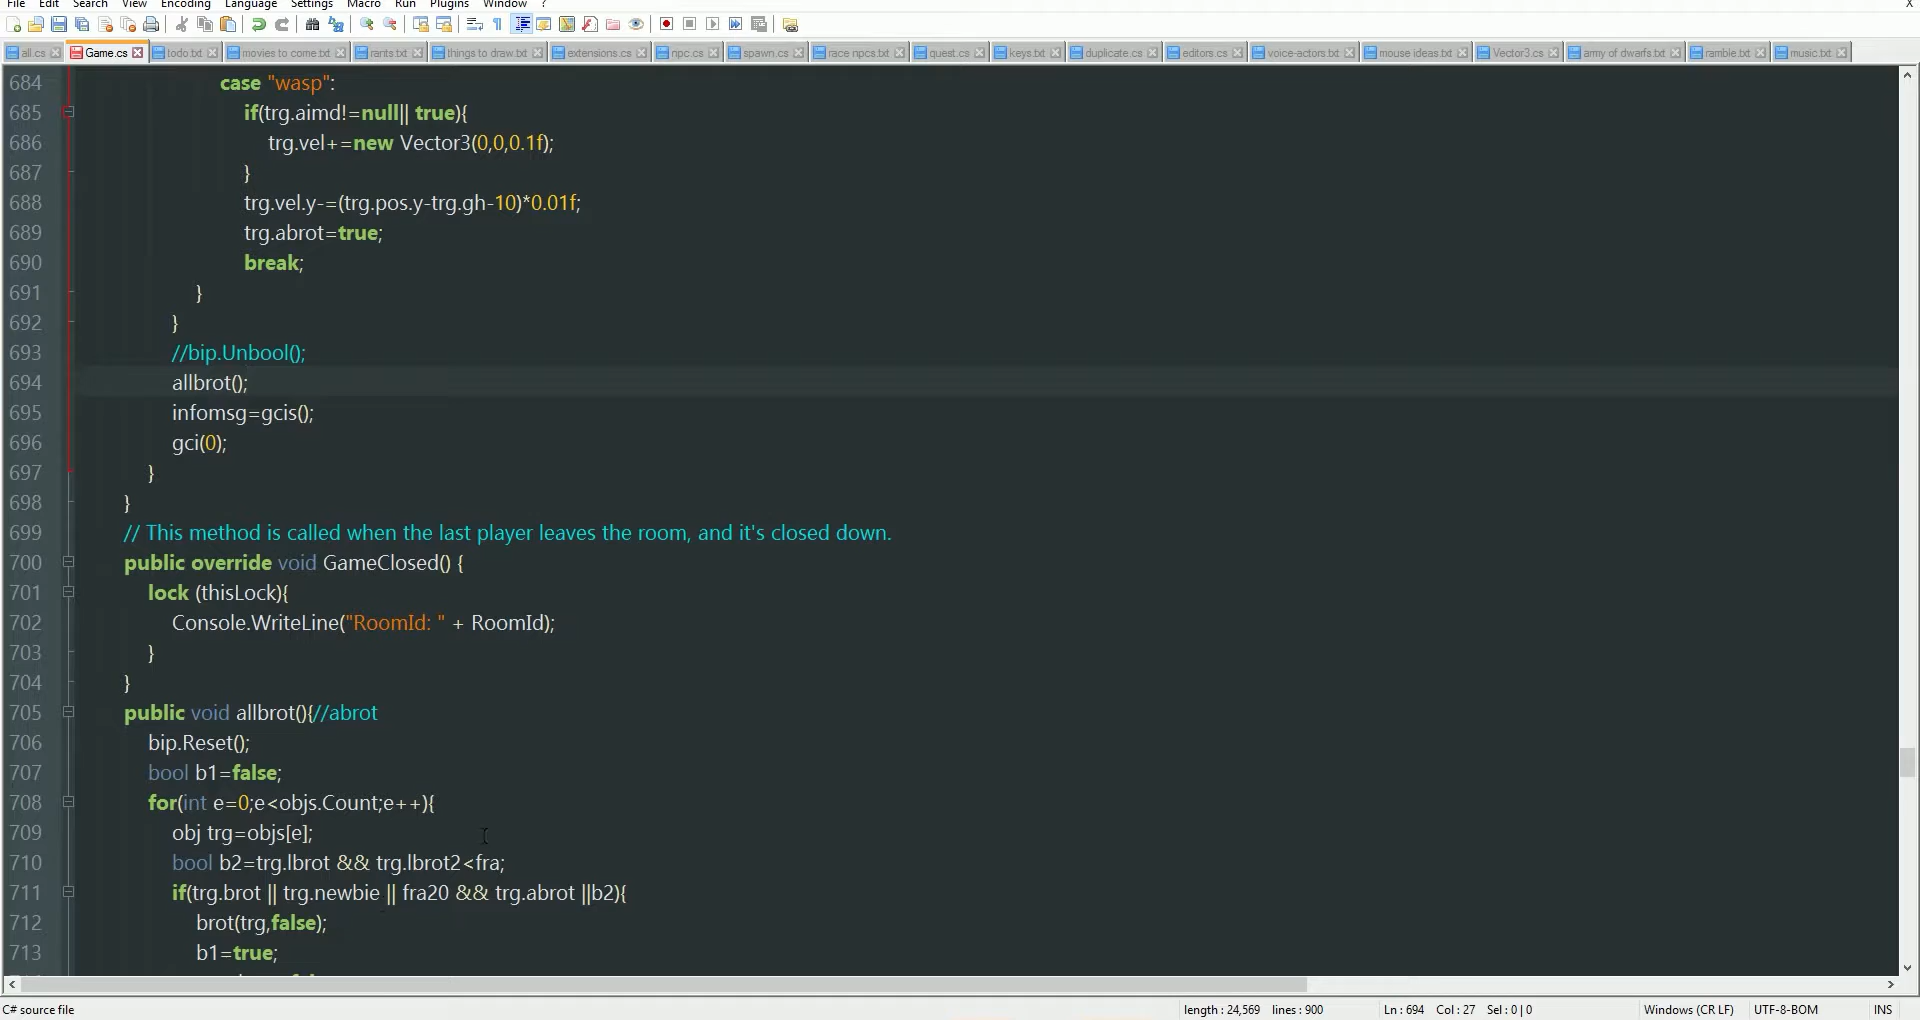 File Edit Search View Encoding Language Settings Macro Run Plugins Window ? X
all.cs Game.cs todo.txt movies to come.txt rants.txt things to draw.txt extensions.cs npc.cs spawn.cs race npcs.txt quest.cs keys.txt duplicate.cs editors.cs voice-actors.txt mouse ideas.txt Vector3.cs army of dwarfs.txt ramble.txt music.txt
684 case "wasp":
685 if(trg.aimd!=null|| true){
686 trg.vel+=new Vector3(0,0,0.1f);
687 }
688 trg.vel.y-=(trg.pos.y-trg.gh-10)*0.01f;
689 trg.abrot=true;
690 break;
691 }
692 }
693 //bip.Unbool();
694 allbrot();
695 infomsg=gcis();
696 gci(0);
697 }
698 }
699 // This method is called when the last player leaves the room, and it's closed down.
700 public override void GameClosed() {
701 lock (thisLock){
702 Console.WriteLine("RoomId: " + RoomId);
703 }
704 }
705 public void allbrot(){//abrot
706 bip.Reset();
707 bool b1=false;
708 for(int e=0;e<objs.Count;e++){
709 obj trg=objs[e];
710 bool b2=trg.lbrot && trg.lbrot2<fra;
711 if(trg.brot || trg.newbie || fra20 && trg.abrot ||b2){
712 brot(trg,false);
713 b1=true;
C# source file length : 24,569 lines : 900 Ln : 694 Col : 27 Sel : 0 | 0 Windows (CR LF) UTF-8-BOM INS